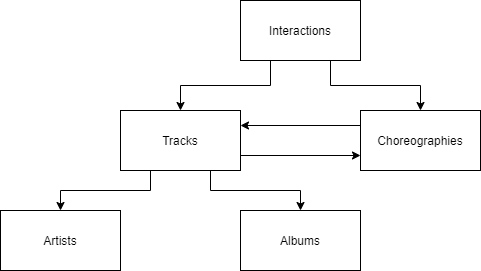 Interactions
Tracks
Choreographies
Artists
Albums